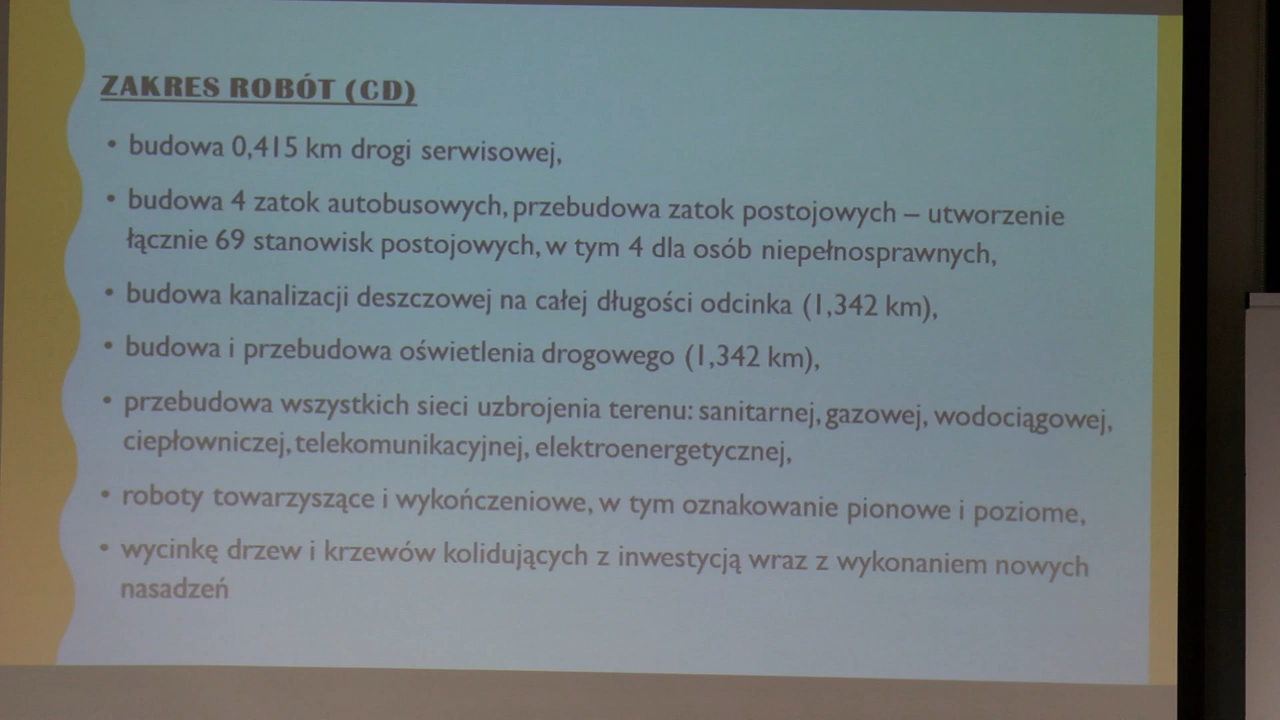 ZAKRES ROBÓT (CD)
• budowa 0,415 km drogi serwisowej,
• budowa 4 zatok autobusowych, przebudowa zatok postojowych – utworzenie
łącznie 69 stanowisk postojowych, w tym 4 dla osób niepełnosprawnych,
• budowa kanalizacji deszczowej na całej długości odcinka (1,342 km),
• budowa i przebudowa oświetlenia drogowego (1,342 km),
• przebudowa wszystkich sieci uzbrojenia terenu: sanitarnej, gazowej, wodociągowej,
ciepłowniczej, telekomunikacyjnej, elektroenergetycznej,
• roboty towarzyszące i wykończeniowe, w tym oznakowanie pionowe i poziome,
• wycinkę drzew i krzewów kolidujących z inwestycją wraz z wykonaniem nowych
nasadzeń